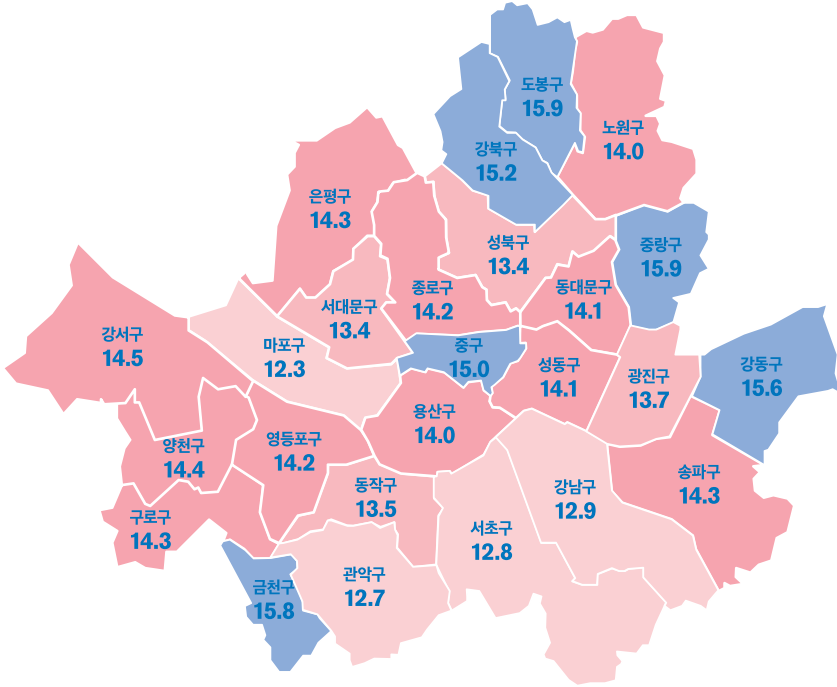 도봉구
15.9
노원구
14.0
강북구
15.2
은평구
14.3
성북구
13.4
중랑구
15.9
종로구
14.2
동대문구
14.1
서대문구
13.4
강서구
14.5
마포구
12.3
중구
15.0
성동구
14.1
광진구
13.7
강동구
15.6
용산구
14.0
양천구
14.4
영등포구
14.2
송파구
14.3
동작구
13.5
강남구
12.9
구로구
14.3
서초구
12.8
관악구
12.7
금천구
15.8